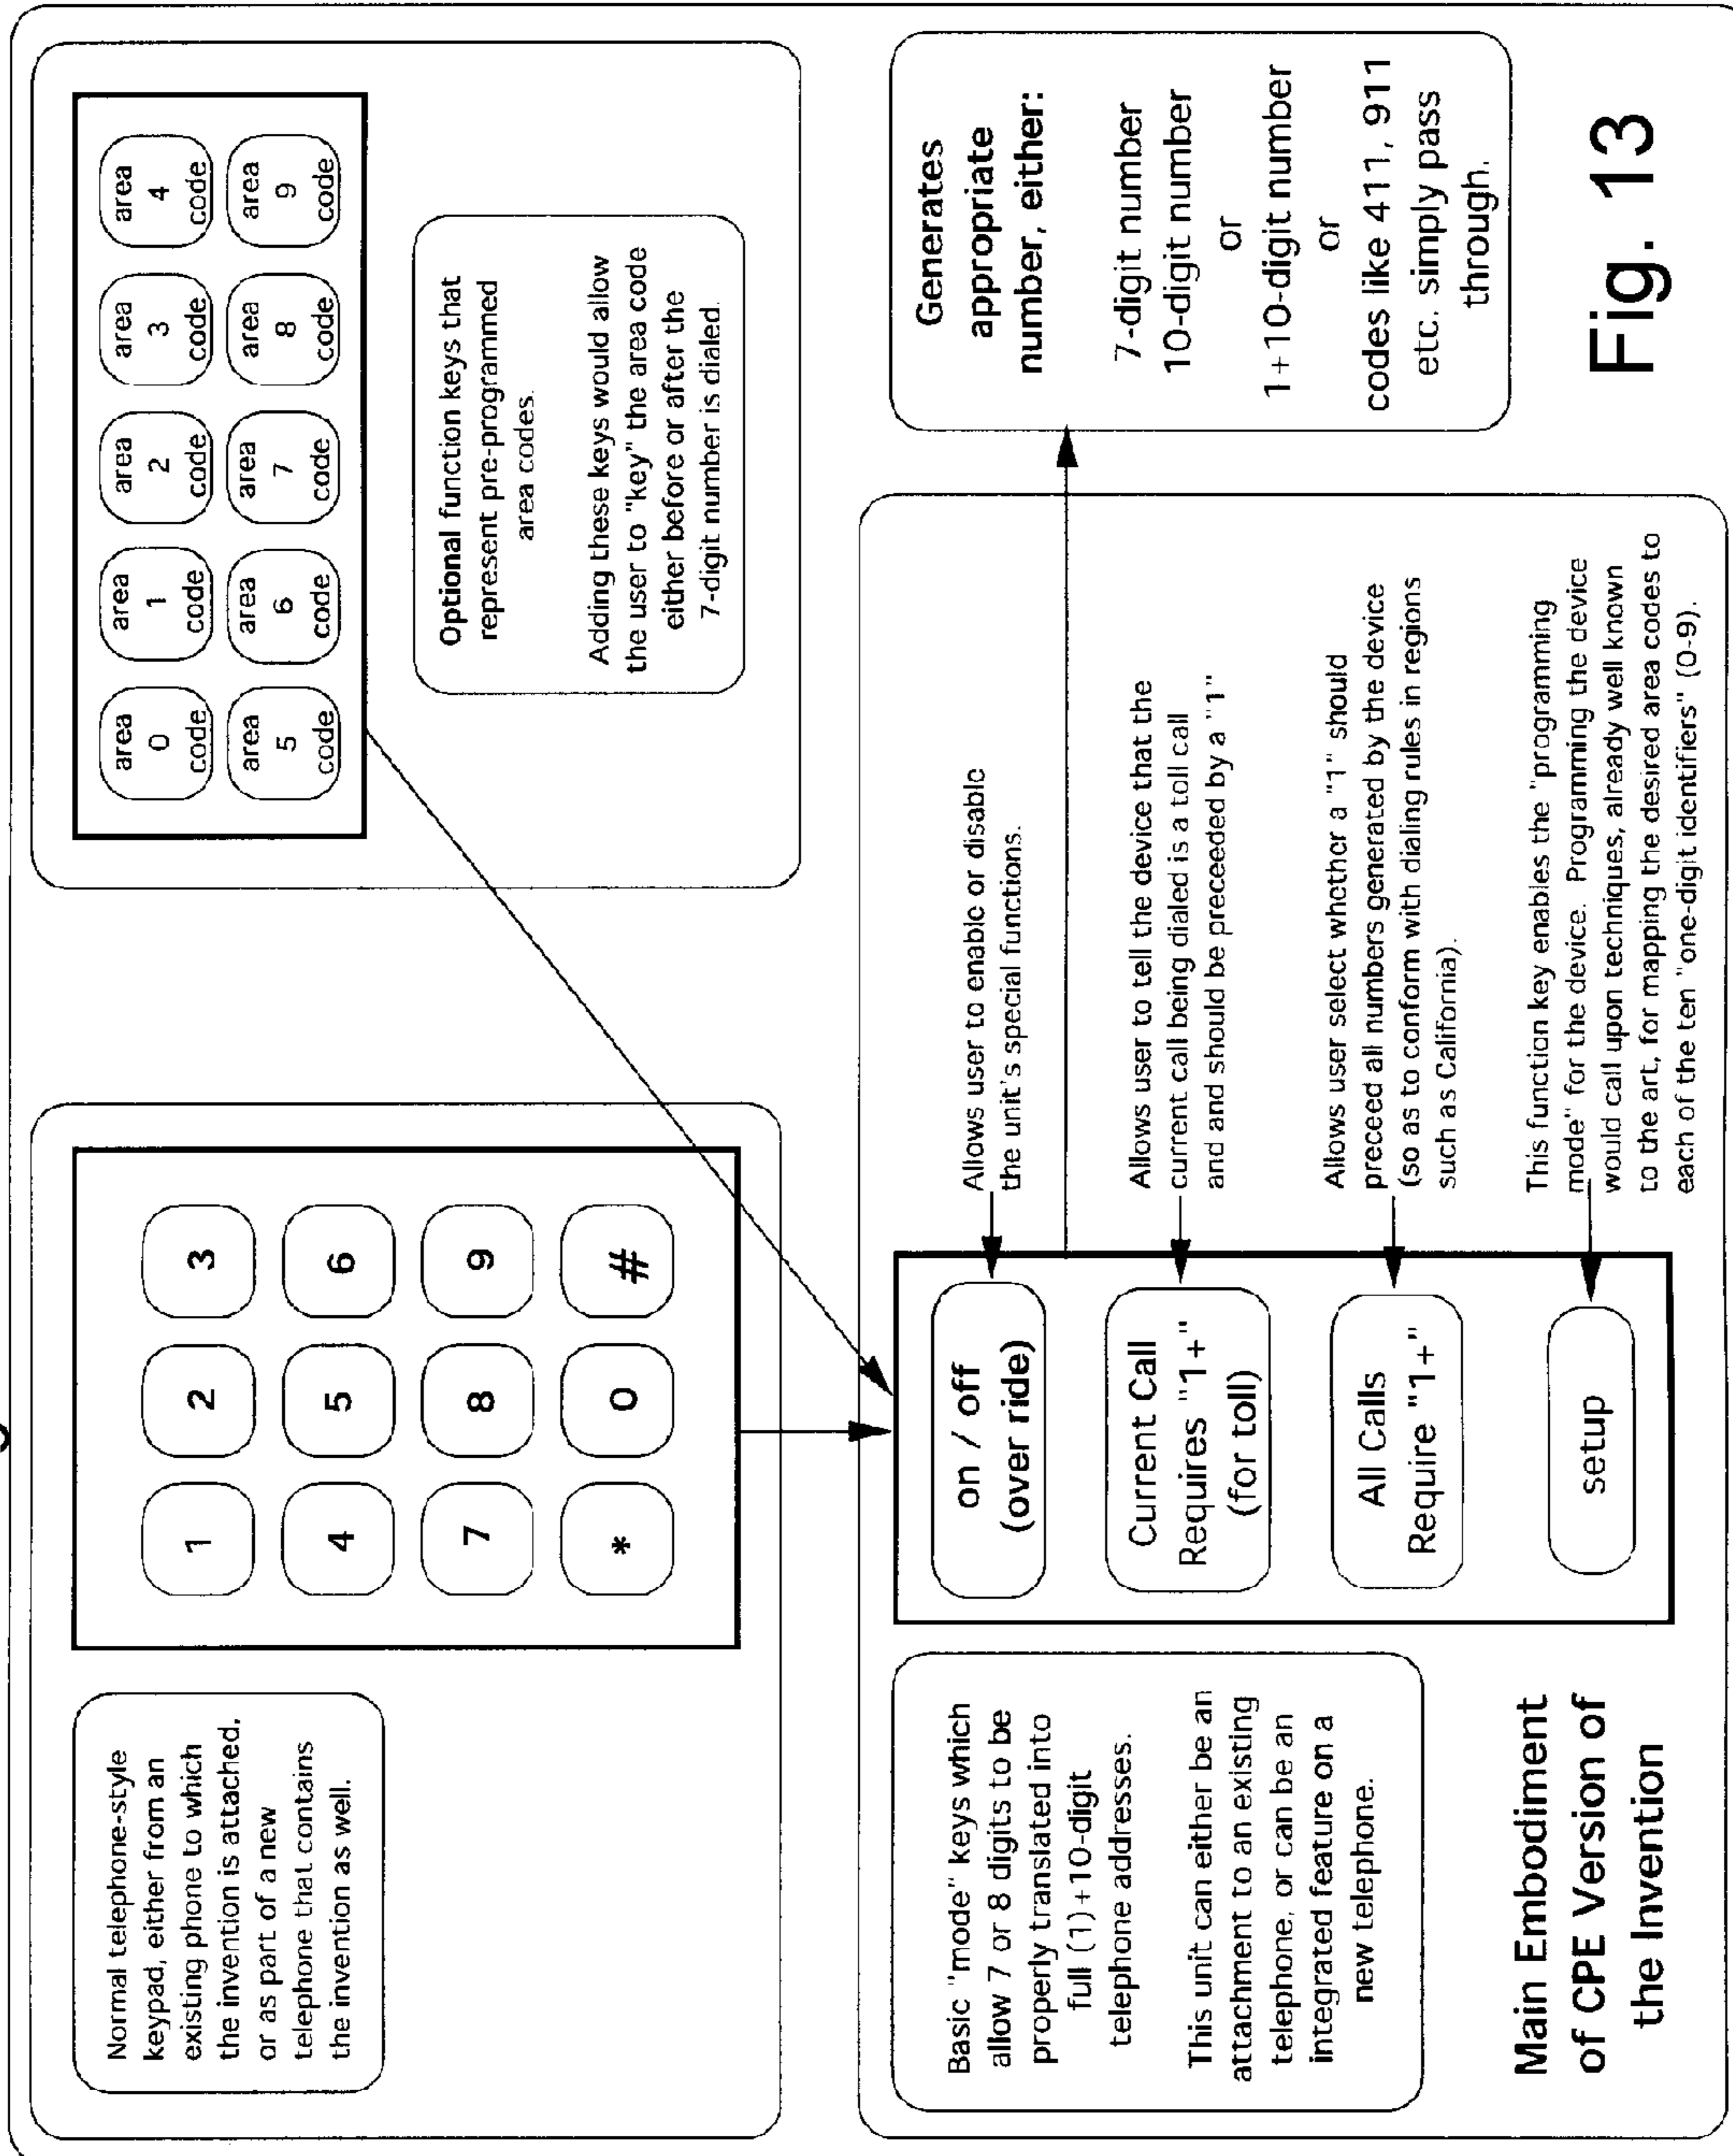 Normal telephone-style
keypad, either from an
existing phone to which
the invention is attached,
or as part of a new
telephone that contains
the invention as well.
1 2 3
4 5 6
7 8 9
* 0 #
area 0 code
area 1 code
area 2 code
area 3 code
area 4 code
area 5 code
area 6 code
area 7 code
area 8 code
area 9 code
Optional function keys that
represent pre-programmed
area codes.
Adding these keys would allow
the user to "key" the area code
either before or after the
7-digit number is dialed.
Basic "mode" keys which
allow 7 or 8 digits to be
properly translated into
full (1)+10-digit
telephone addresses.
This unit can either be an
attachment to an existing
telephone, or can be an
integrated feature on a
new telephone.
Main Embodiment
of CPE Version of
the Invention
on / off
(over ride)
Allows user to enable or disable
the unit's special functions.
Current Call
Requires "1+"
(for toll)
Allows user to tell the device that the
current call being dialed is a toll call
and and should be preceeded by a "1"
All Calls
Require "1+"
Allows user select whether a "1" should
preceed all numbers generated by the device
(so as to conform with dialing rules in regions
such as California).
setup
This function key enables the "programming
mode" for the device. Programming the device
would call upon techniques, already well known
to the art, for mapping the desired area codes to
each of the ten "one-digit identifiers" (0-9).
Generates
appropriate
number, either:
7-digit number
10-digit number
or
1+10-digit number
or
codes like 411, 911
etc. simply pass
through.
Fig. 13